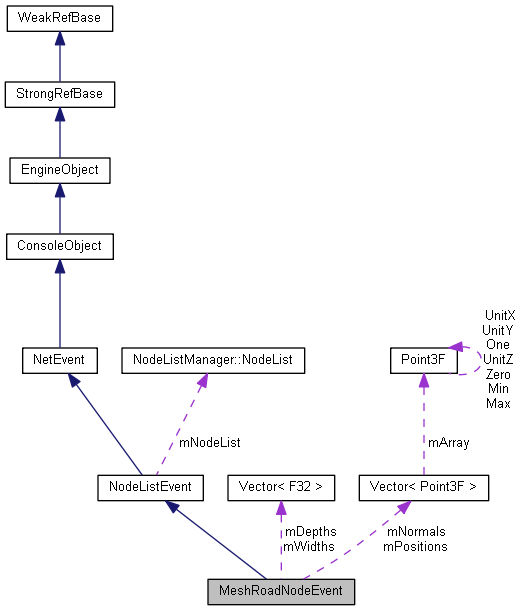 WeakRefBase
StrongRefBase
EngineObject
ConsoleObject
UnitX
UnitY
One
UnitZ
Zero
Min
Max
NetEvent
NodeListManager::NodeList
Point3F
mNodeList
mArray
NodeListEvent
Vector< F32 >
Vector< Point3F >
mDepths
mWidths
mNormals
mPositions
MeshRoadNodeEvent